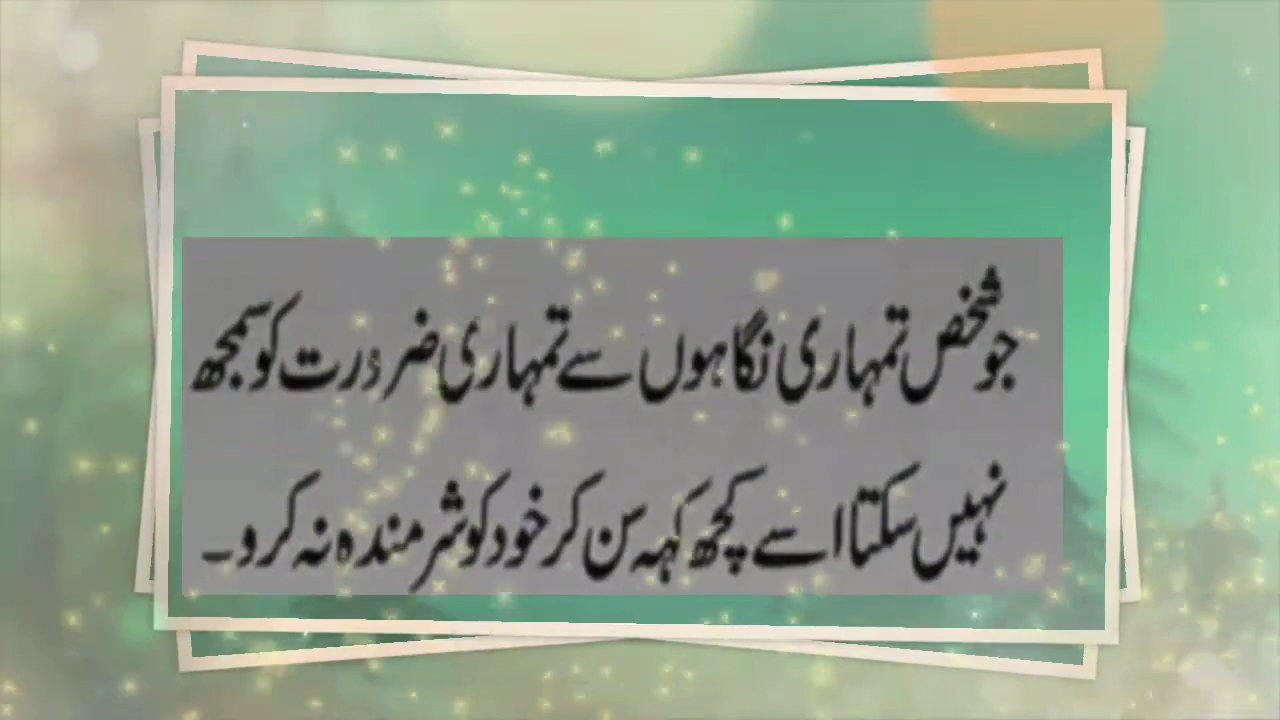 جو شخص تمہاری نگاہوں سے تمہاری ضرورت کو سمجھ
نہیں سکتا اسے کچھ کہہ سن کر خود کو شرمندہ نہ کرو۔